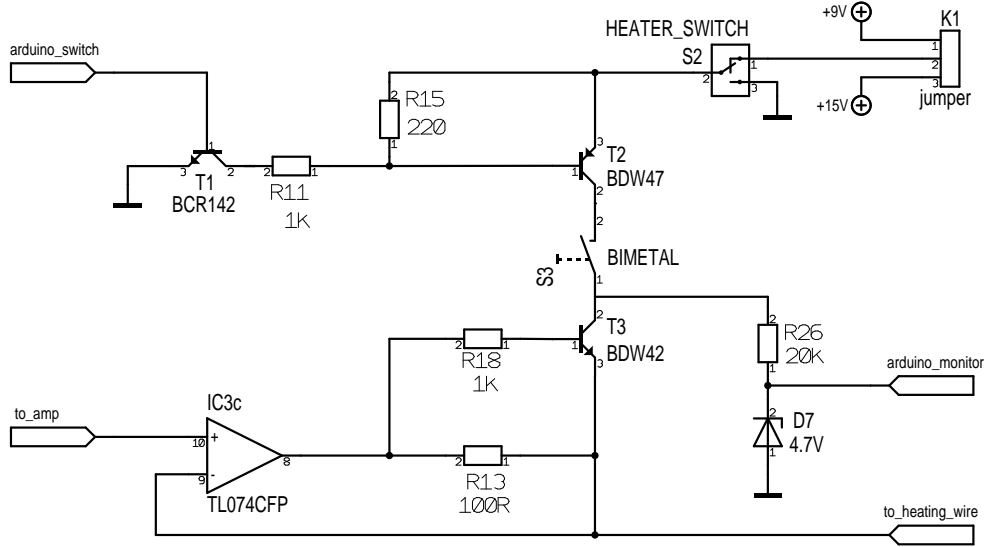 +9V
K1
HEATER_SWITCH
arduino_switch
S2
1
1
2
2
3
3
+15V
jumper
2
R15
220
1
3
T2
BDW47
1
2
1
3
2
T1
BCR142
2
1
R11
1K
2
BIMETAL
S3
1
2
T3
BDW42
1
3
2
R26
20K
1
arduino_monitor
2
1
R18
1K
IC3c
to_amp
10
+
8
-
9
TL074CFP
2
1
R13
100R
2
D7
4.7V
1
to_heating_wire